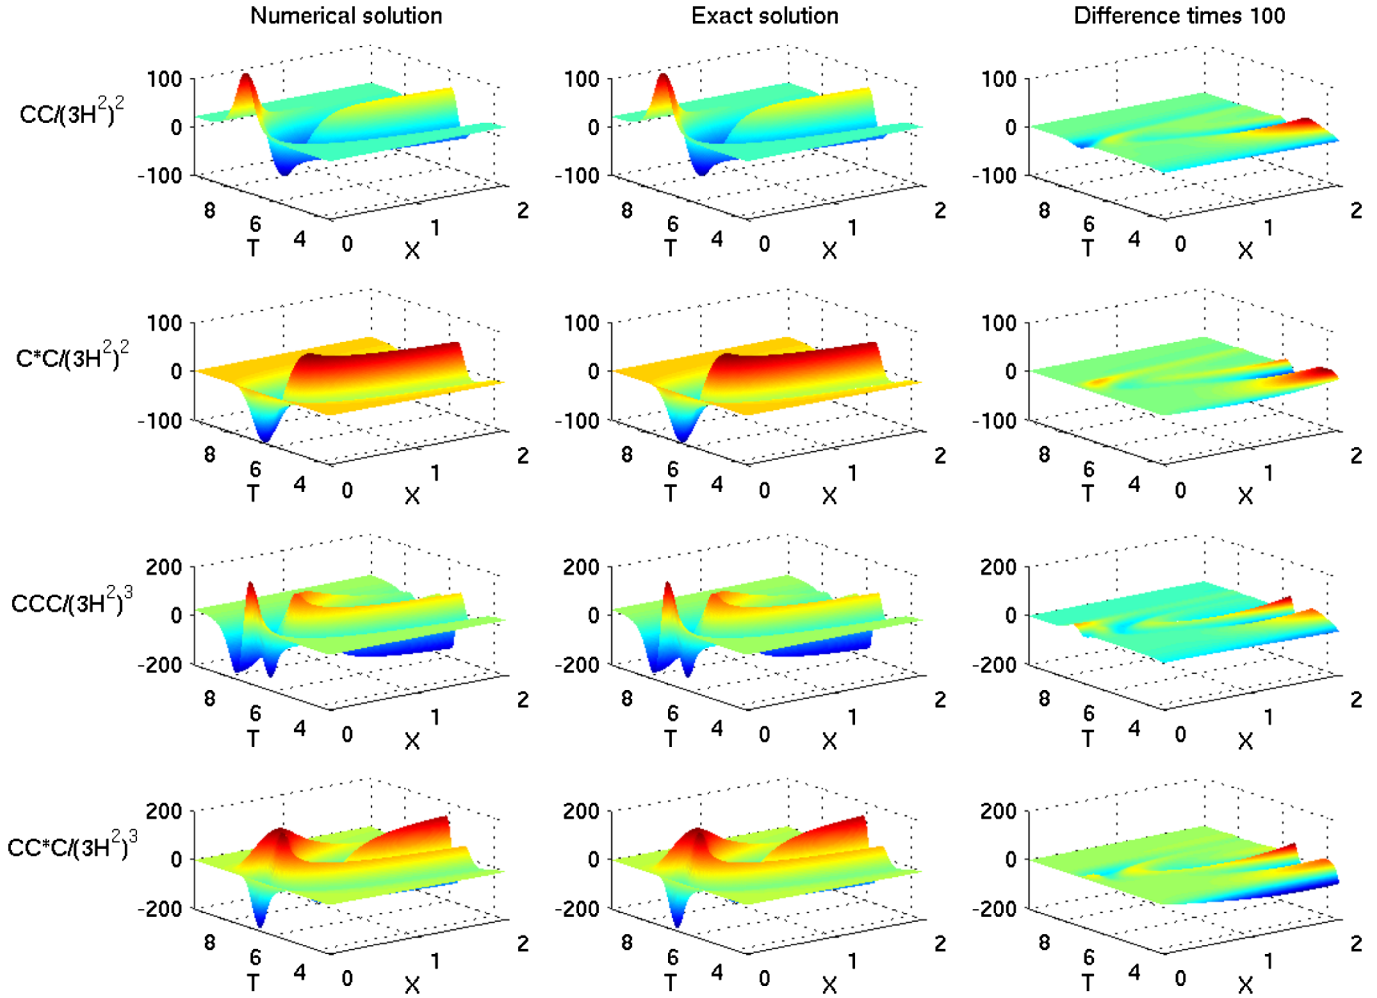 Numerical solution Exact solution Difference times 100
CC/(3H²)²
100 0 -100 8 6 4 T 0 1 2 X
100 0 -100 8 6 4 T 0 1 2 X
100 0 -100 8 6 4 T 0 1 2 X
C*C/(3H²)²
100 0 -100 8 6 4 T 0 1 2 X
100 0 -100 8 6 4 T 0 1 2 X
100 0 -100 8 6 4 T 0 1 2 X
CCC/(3H²)³
200 0 -200 8 6 4 T 0 1 2 X
200 0 -200 8 6 4 T 0 1 2 X
200 0 -200 8 6 4 T 0 1 2 X
CC*C/(3H²)³
200 0 -200 8 6 4 T 0 1 2 X
200 0 -200 8 6 4 T 0 1 2 X
200 0 -200 8 6 4 T 0 1 2 X